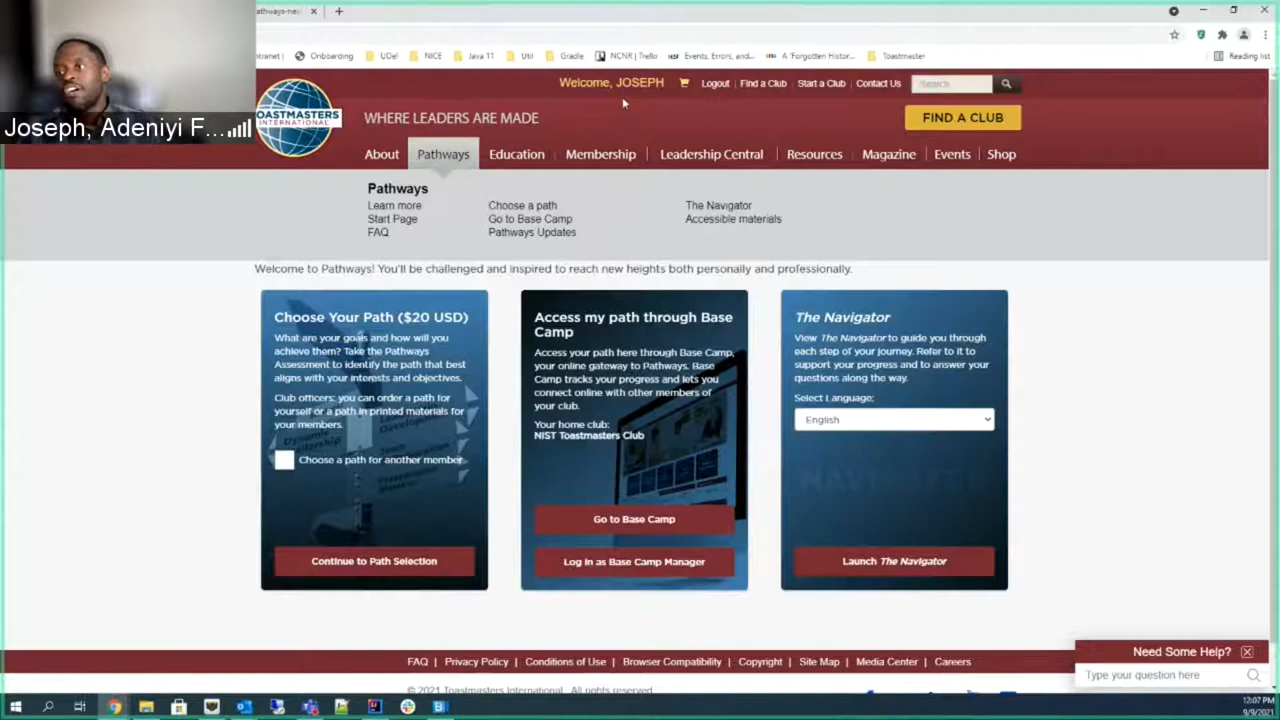 athways-ne
Onboarding
UDel
NICE
Java 11
Util
Gradle
NCNR | Trello
Events, Errors, and...
A 'Forgotten Histor...
Toastmaster
Reading list
Welcome, JOSEPH
Logout
Find a Club
Start a Club
Contact Us
Search
OASTMASTERS
INTERNATIONAL
WHERE LEADERS ARE MADE
FIND A CLUB
Joseph, Adeniyi F...
About
Pathways
Education
Membership
Leadership Central
Resources
Magazine
Events
Shop
Pathways
Learn more
Choose a path
The Navigator
Start Page
Go to Base Camp
Accessible materials
FAQ
Pathways Updates
Welcome to Pathways! You'll be challenged and inspired to reach new heights both personally and professionally.
Choose Your Path ($20 USD)
What are your goals and how will you
achieve them? Take the Pathways
Assessment to identify the path that best
aligns with your interests and objectives.
Club officers: you can order a path for
yourself or a path in printed materials for
your members.
Choose a path for another member
Continue to Path Selection
Access my path through Base
Camp
Access your path here through Base Camp,
your online gateway to Pathways. Base
Camp tracks your progress and lets you
connect online with other members of
your club.
Your home club:
NIST Toastmasters Club
Go to Base Camp
Log in as Base Camp Manager
The Navigator
View The Navigator to guide you through
each step of your journey. Refer to it to
support your progress and to answer your
questions along the way.
Select Language:
English
Launch The Navigator
Need Some Help?
Type your question here
FAQ | Privacy Policy | Conditions of Use | Browser Compatibility | Copyright | Site Map | Media Center | Careers
© 2021 Toastmasters International. All rights reserved.
12:07 PM
9/9/2021